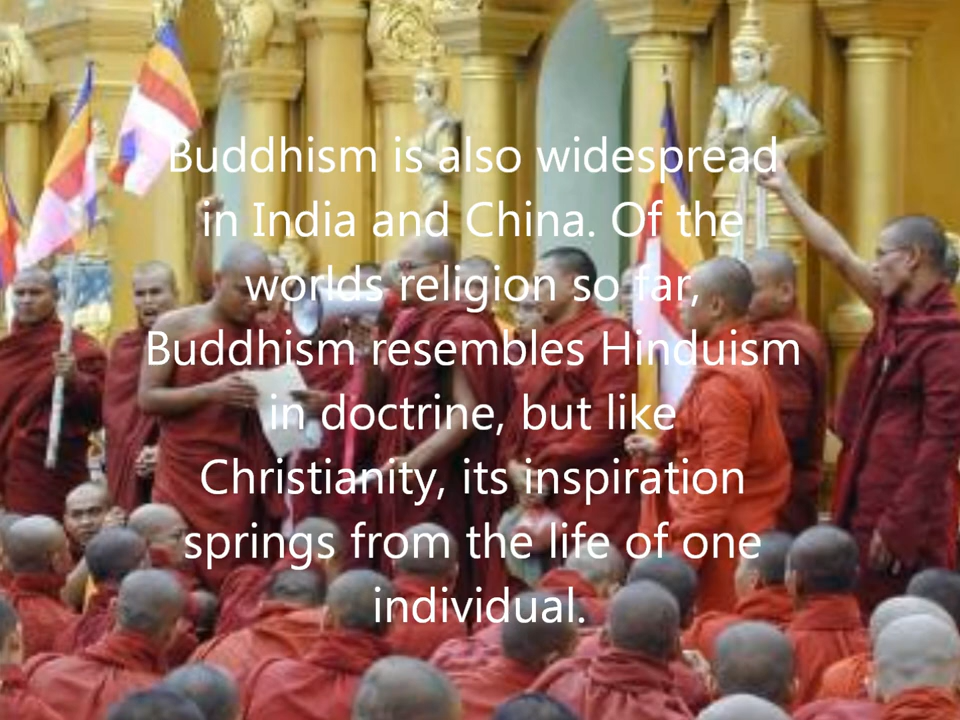 Buddhism is also widespread
in India and China. Of the
worlds religion so far,
Buddhism resembles Hinduism
in doctrine, but like
Christianity, its inspiration
springs from the life of one
individual.